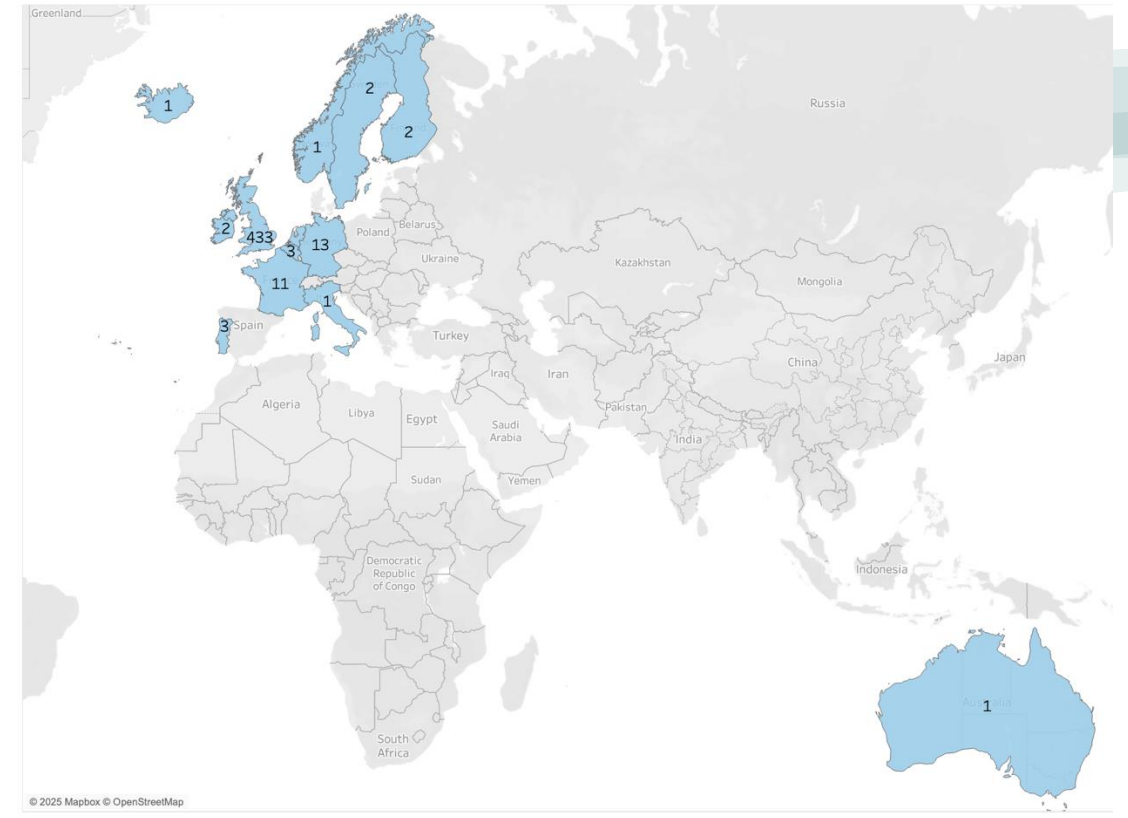 Greenland
Russia
1
2
2
1
2
433
3
13
11
1
3
Spain
Poland
Belarus
Ukraine
Kazakhstan
Mongolia
Turkey
China
Japan
Iraq
Iran
Algeria
Libya
Egypt
Saudi
Arabia
Pakistan
India
Sudan
Yemen
Democratic
Republic
of Congo
Indonesia
Australia
1
South
Africa
© 2025 Mapbox © OpenStreetMap